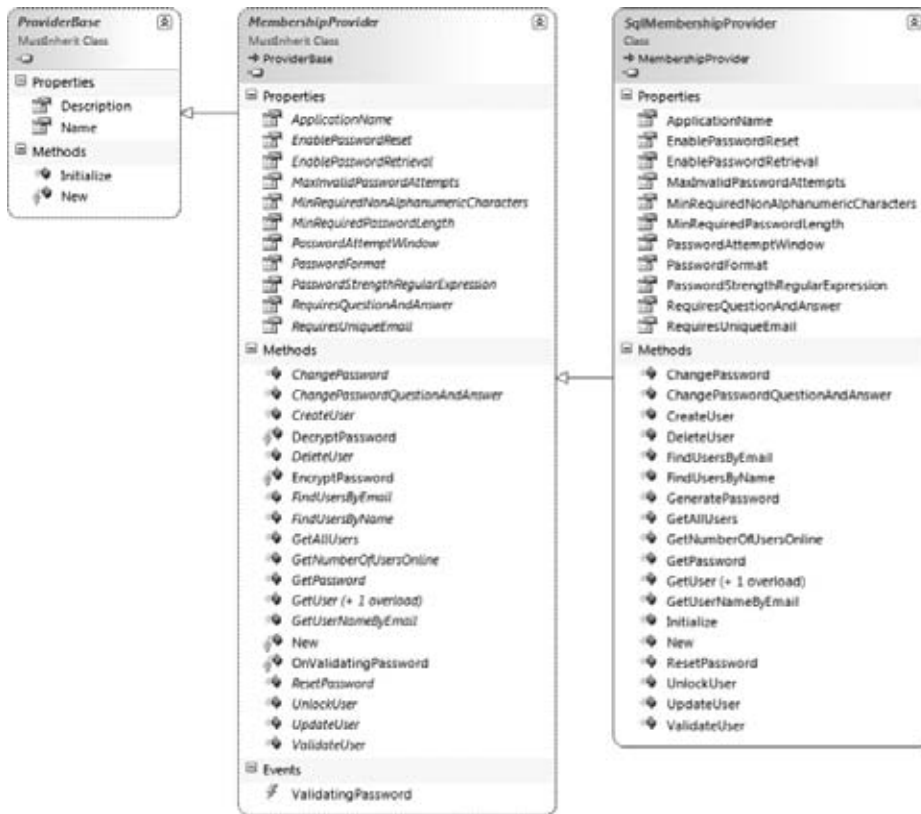 ProviderBase
MustInherit Class
Properties
Description
Name
Methods
Initialize
New
MembershipProvider
MustInherit Class
ProviderBase
Properties
ApplicationName
EnablePasswordReset
EnablePasswordRetrieval
MaxInvalidPasswordAttempts
MinRequiredNonAlphanumericCharacters
MinRequiredPasswordLength
PasswordAttemptWindow
PasswordFormat
PasswordStrengthRegularExpression
RequiresQuestionAndAnswer
RequiresUniqueEmail
Methods
ChangePassword
ChangePasswordQuestionAndAnswer
CreateUser
DecryptPassword
DeleteUser
EncryptPassword
FindUsersByEmail
FindUsersByName
GetAllUsers
GetNumberOfUsersOnline
GetPassword
GetUser (+ 1 overload)
GetUserNameByEmail
New
OnValidatingPassword
ResetPassword
UnlockUser
UpdateUser
ValidateUser
Events
ValidatingPassword
SqlMembershipProvider
Class
MembershipProvider
Properties
ApplicationName
EnablePasswordReset
EnablePasswordRetrieval
MaxInvalidPasswordAttempts
MinRequiredNonAlphanumericCharacters
MinRequiredPasswordLength
PasswordAttemptWindow
PasswordFormat
PasswordStrengthRegularExpression
RequiresQuestionAndAnswer
RequiresUniqueEmail
Methods
ChangePassword
ChangePasswordQuestionAndAnswer
CreateUser
DeleteUser
FindUsersByEmail
FindUsersByName
GeneratePassword
GetAllUsers
GetNumberOfUsersOnline
GetPassword
GetUser (+ 1 overload)
GetUserNameByEmail
Initialize
New
ResetPassword
UnlockUser
UpdateUser
ValidateUser